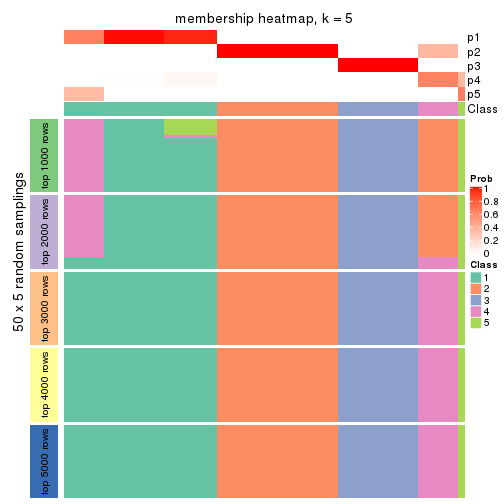 membership heatmap, k = 5
p1
p2
p3
p4
p5
Class
50 x 5 random samplings
top 1000 rows
top 2000 rows
top 3000 rows
top 4000 rows
top 5000 rows
Prob
1
0.8
0.6
0.4
0.2
0
Class
1
2
3
4
5